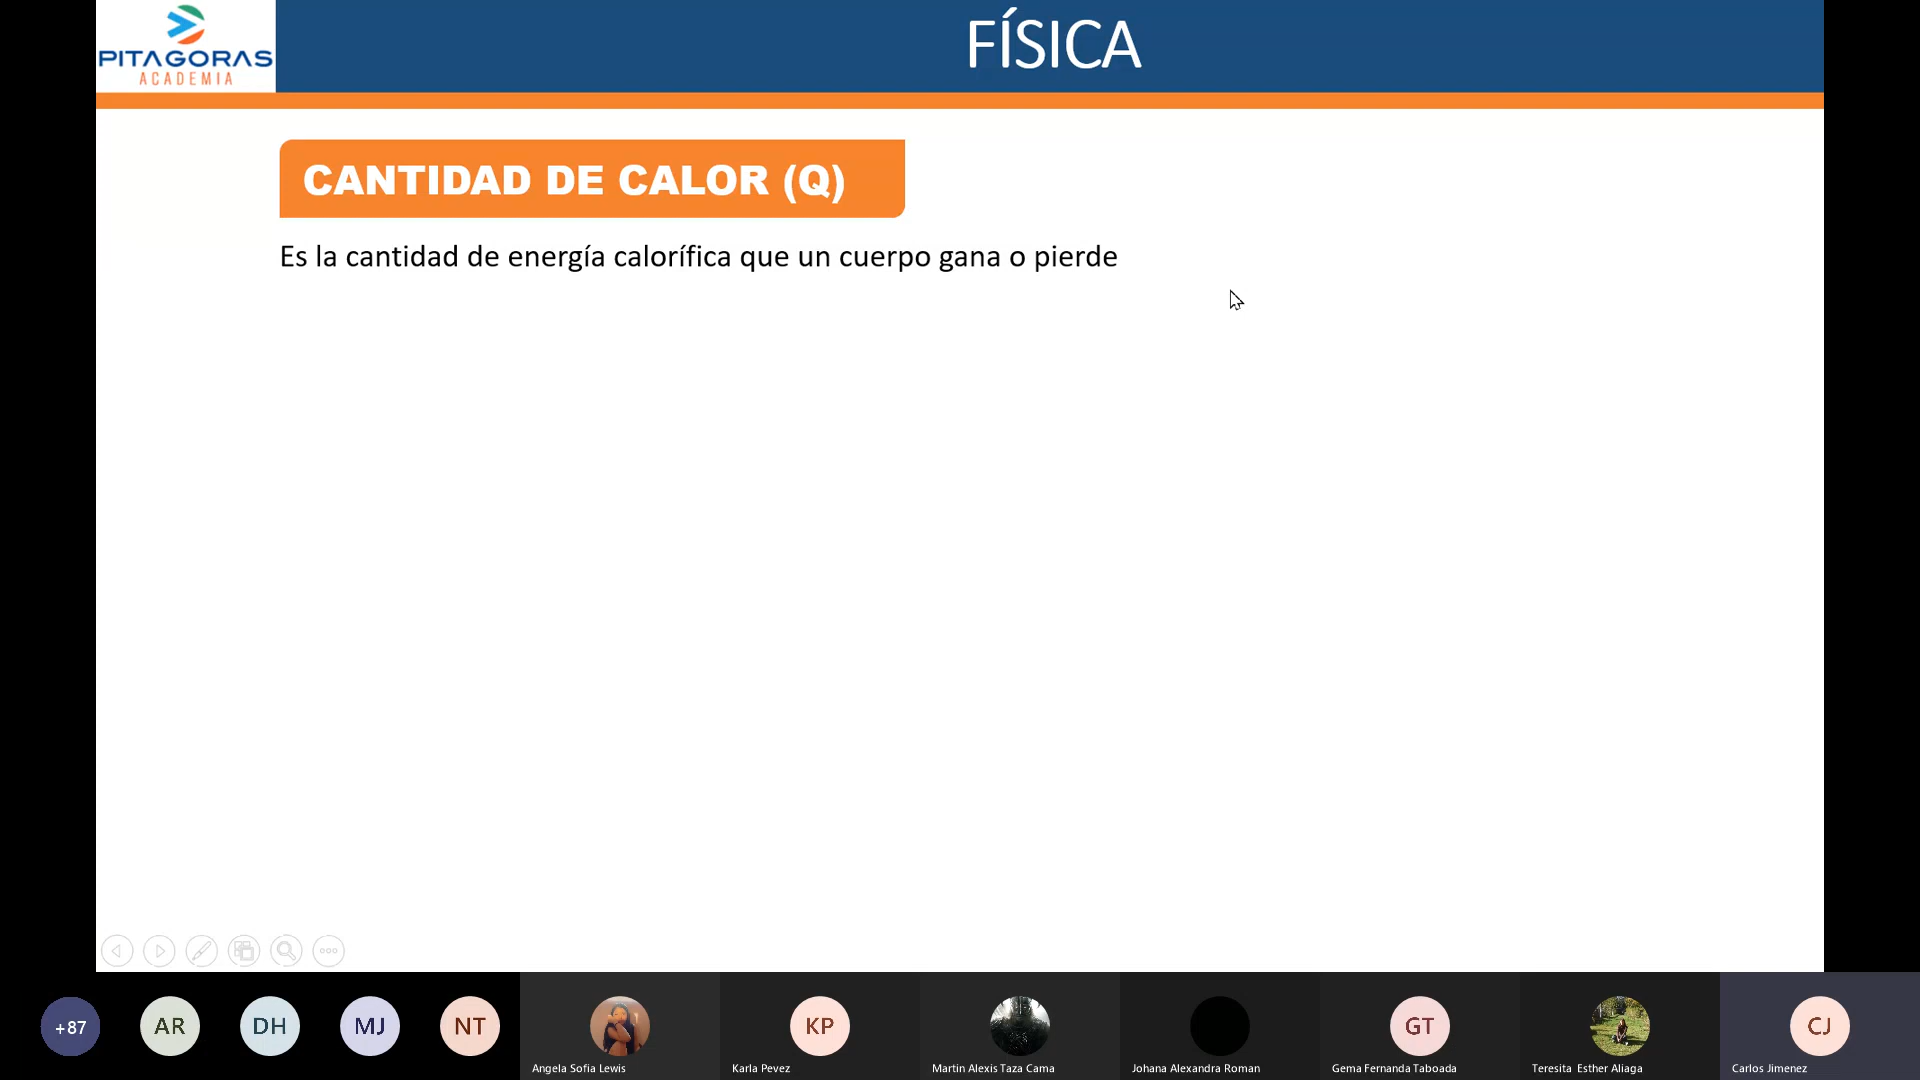 PITAGORAS
ACADEMIA
FÍSICA
CANTIDAD DE CALOR (Q)
Es la cantidad de energía calorífica que un cuerpo gana o pierde
+87
AR
DH
MJ
NT
KP
GT
CJ
Angela Sofia Lewis
Karla Pevez
Martin Alexis Taza Cama
Johana Alexandra Roman
Gema Fernanda Taboada
Teresita Esther Aliaga
Carlos Jimenez